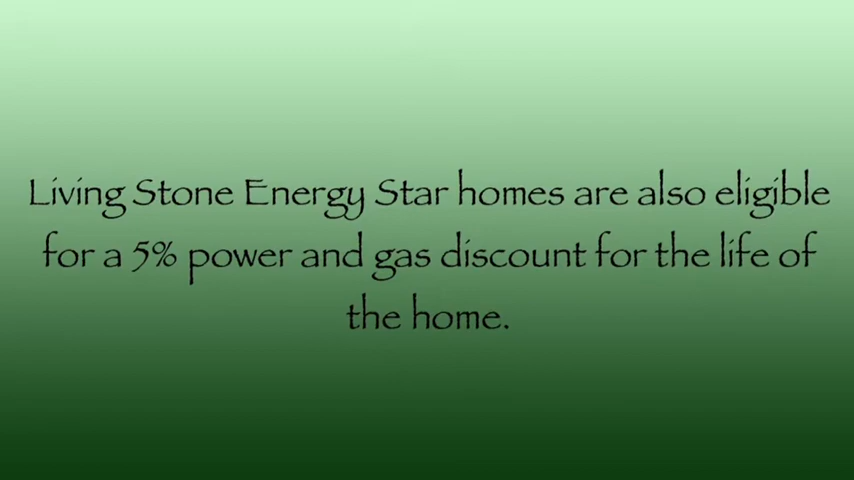 Living Stone Energy Star homes are also eligible
for a 5% power and gas discount for the life of
the home.